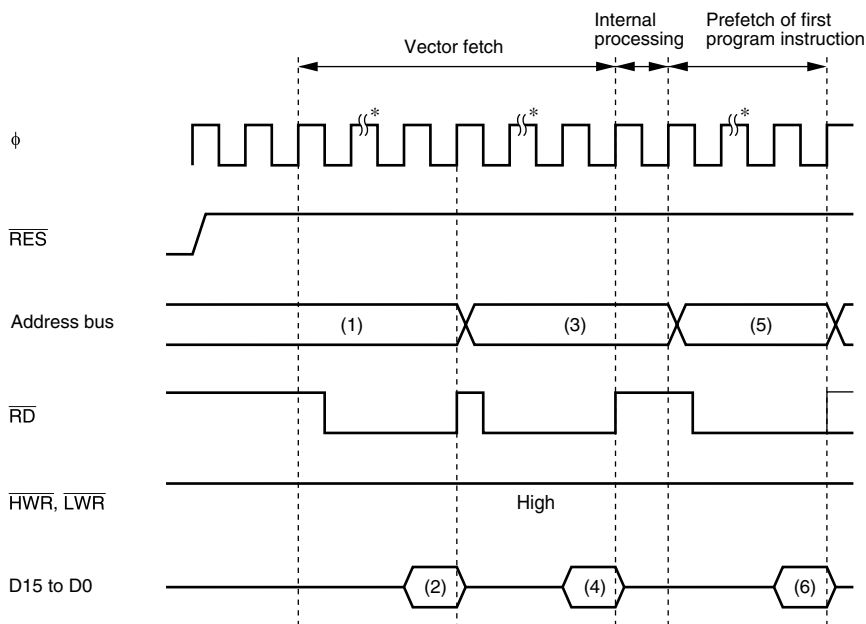 Internal
processing
Prefetch of first
program instruction
Vector fetch
ϕ
*
*
*
RES
Address bus
(1)
(3)
(5)
RD
HWR, LWR
High
D15 to D0
(2)
(4)
(6)